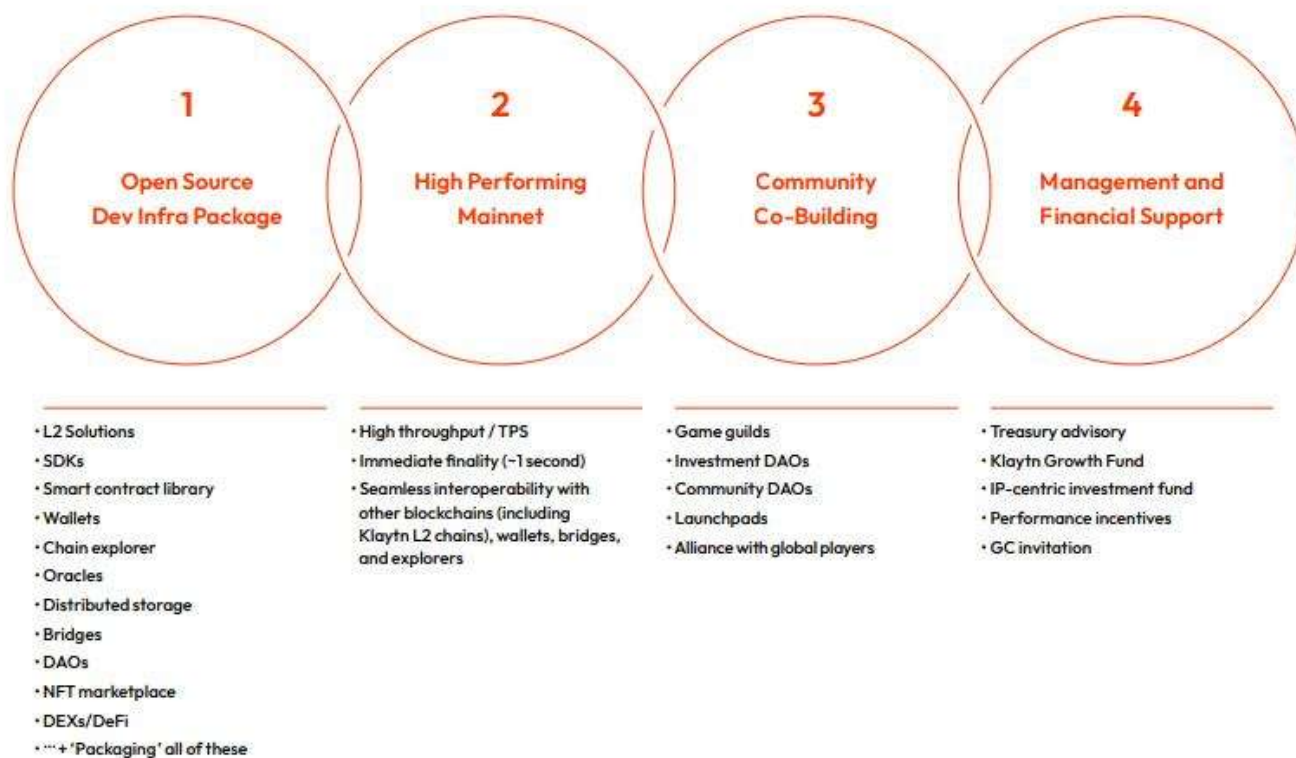 1
Open Source
Dev Infra Package
2
High Performing
Mainnet
3
Community
Co-Building
4
Management and
Financial Support
• L2 Solutions
• SDKs
• Smart contract library
• Wallets
• Chain explorer
• Oracles
• Distributed storage
• Bridges
• DAOs
• NFT marketplace
• DEXs/DeFi
• ···+ ‘Packaging’ all of these
• High throughput / TPS
• Immediate finality (~1 second)
• Seamless interoperability with
other blockchains (including
Klaytn L2 chains), wallets, bridges,
and explorers
• Game guilds
• Investment DAOs
• Community DAOs
• Launchpads
• Alliance with global players
• Treasury advisory
• Klaytn Growth Fund
• IP-centric investment fund
• Performance incentives
• GC invitation